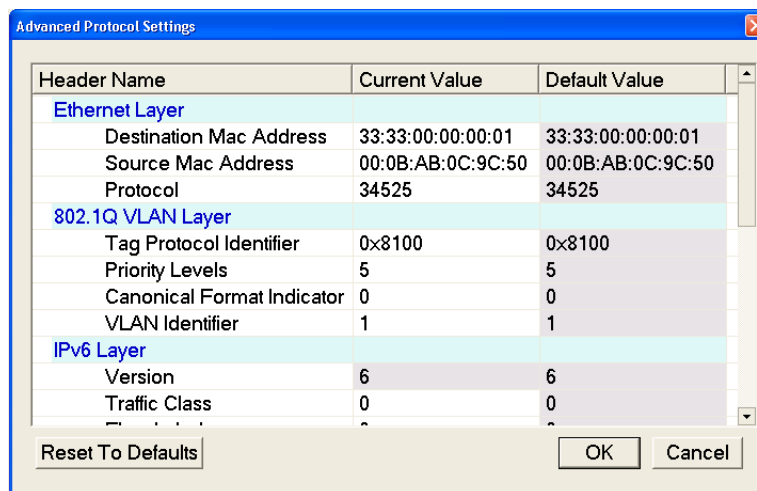 Advanced Protocol Settings
Header Name Current Value Default Value
Ethernet Layer
Destination Mac Address 33:33:00:00:00:01 33:33:00:00:00:01
Source Mac Address 00:0B:AB:0C:9C:50 00:0B:AB:0C:9C:50
Protocol 34525 34525
802.1Q VLAN Layer
Tag Protocol Identifier 0x8100 0x8100
Priority Levels 5 5
Canonical Format Indicator 0 0
VLAN Identifier 1 1
IPv6 Layer
Version 6 6
Traffic Class 0 0
Reset To Defaults OK Cancel